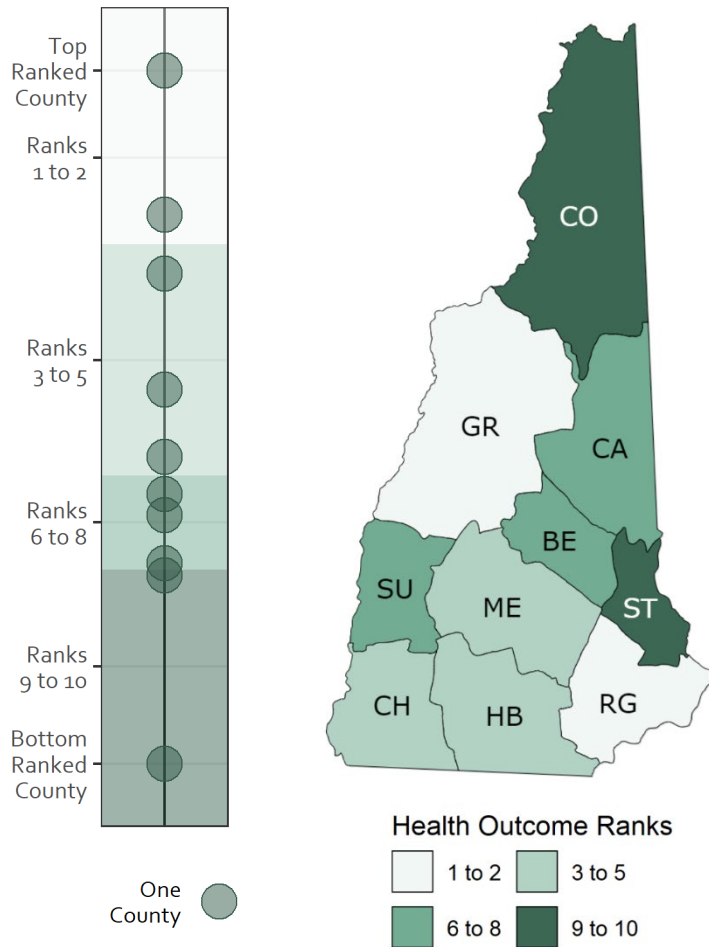 Top
Ranked
County
Ranks
1 to 2
Ranks
3 to 5
Ranks
6 to 8
Ranks
9 to 10
Bottom
Ranked
County
One
County
CO
GR
CA
BE
SU
ME
ST
CH
HB
RG
Health Outcome Ranks
1 to 2
3 to 5
6 to 8
9 to 10